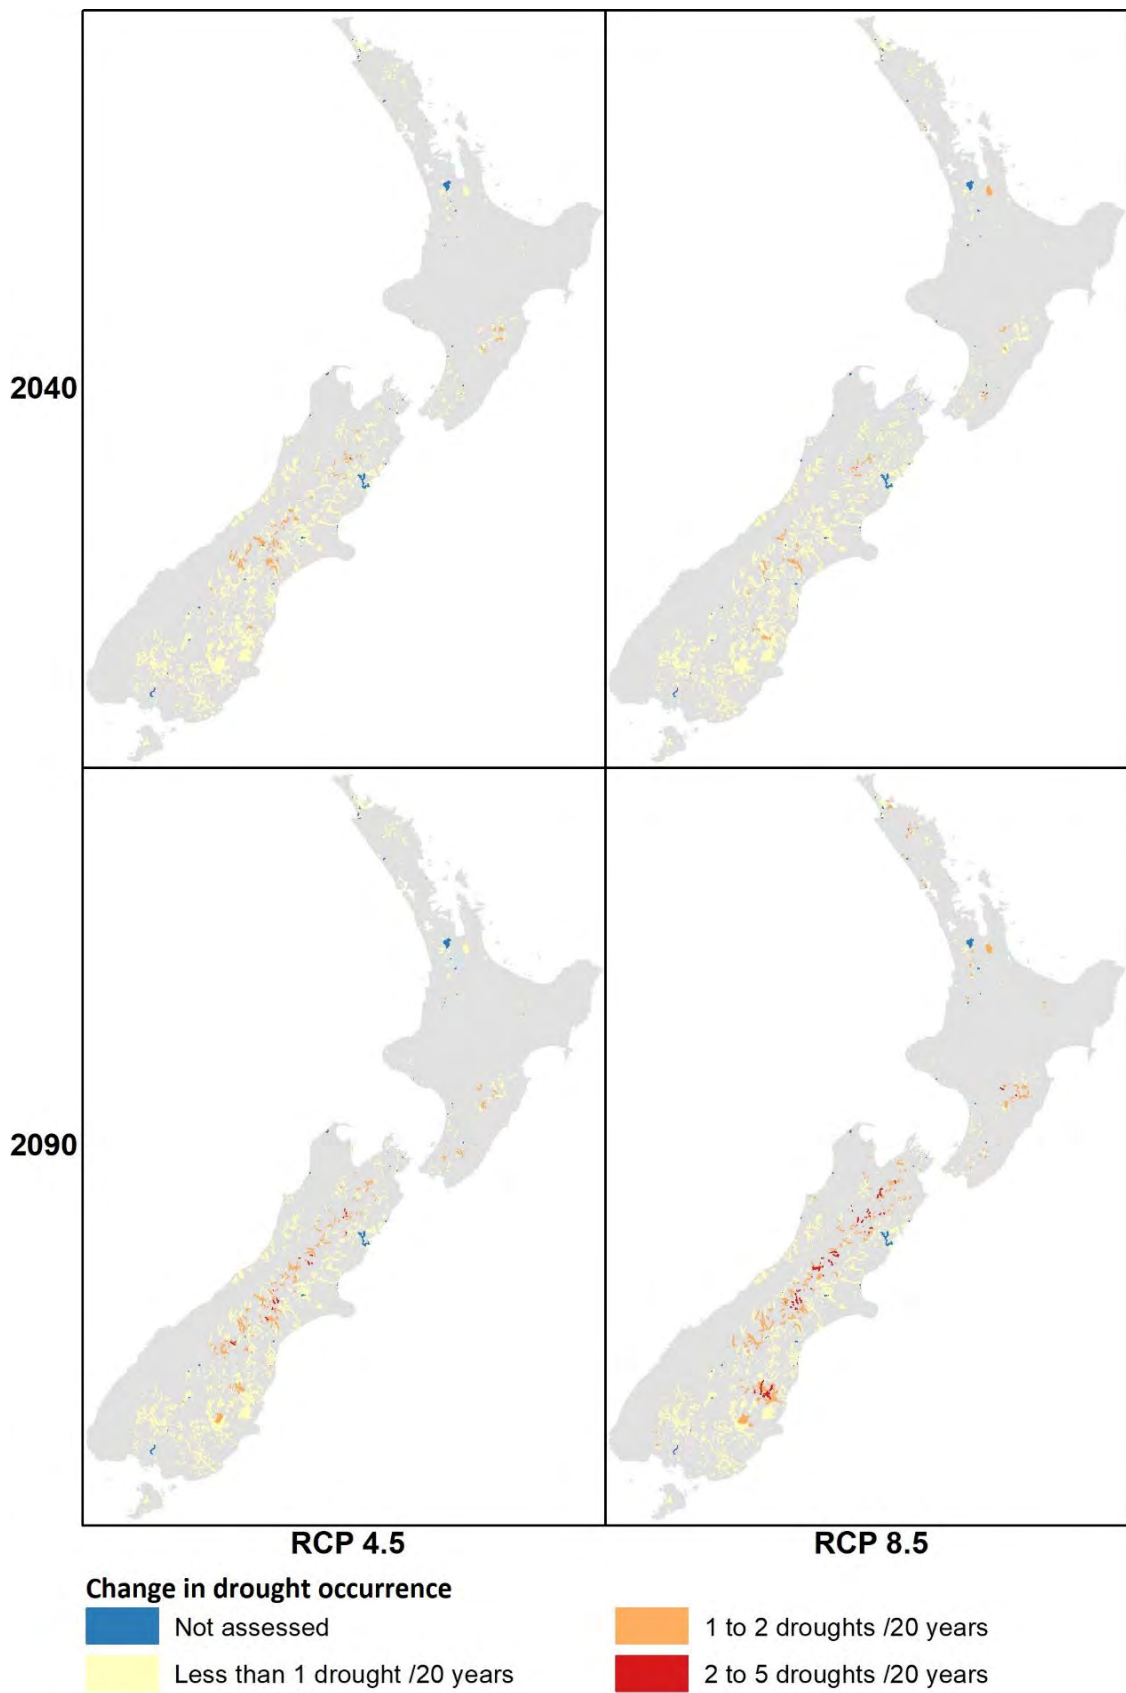 2040
2090
RCP 4.5
RCP 8.5
Change in drought occurrence
Not assessed
1 to 2 droughts /20 years
Less than 1 drought /20 years
2 to 5 droughts /20 years